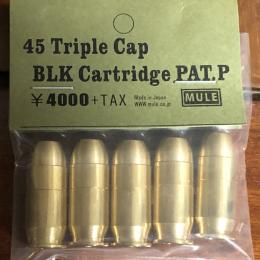 45 Triple Cap
BLK Cartridge PAT.P
¥4000+TAX
Made in Japan
www.mule.co.jp
MULE